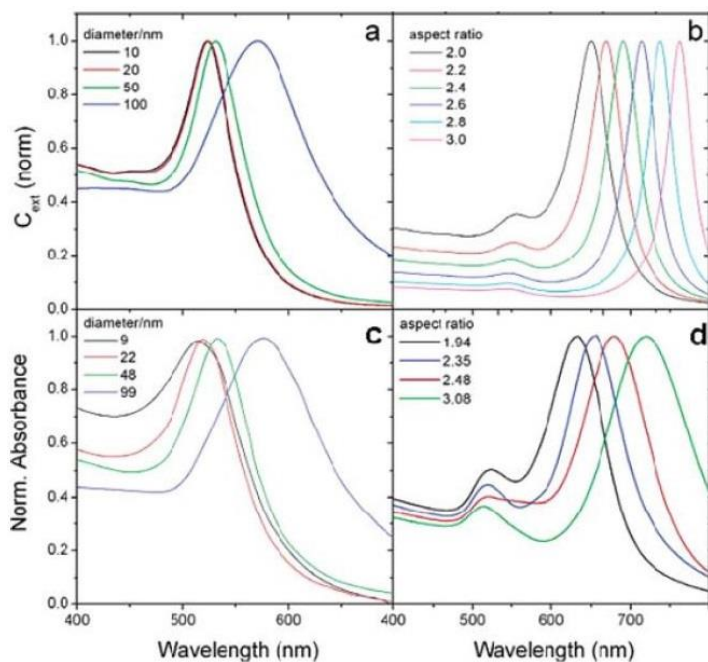 a
diameter/nm
10
20
50
100
b
aspect ratio
2.0
2.2
2.4
2.6
2.8
3.0
1.0
0.8
0.6
0.4
0.2
0.0
C_ext (norm)
c
diameter/nm
9
22
48
99
d
aspect ratio
1.94
2.35
2.48
3.08
1.0
0.8
0.6
0.4
0.2
0.0
Norm. Absorbance
400 500 600 400 500 600 700
Wavelength (nm) Wavelength (nm)